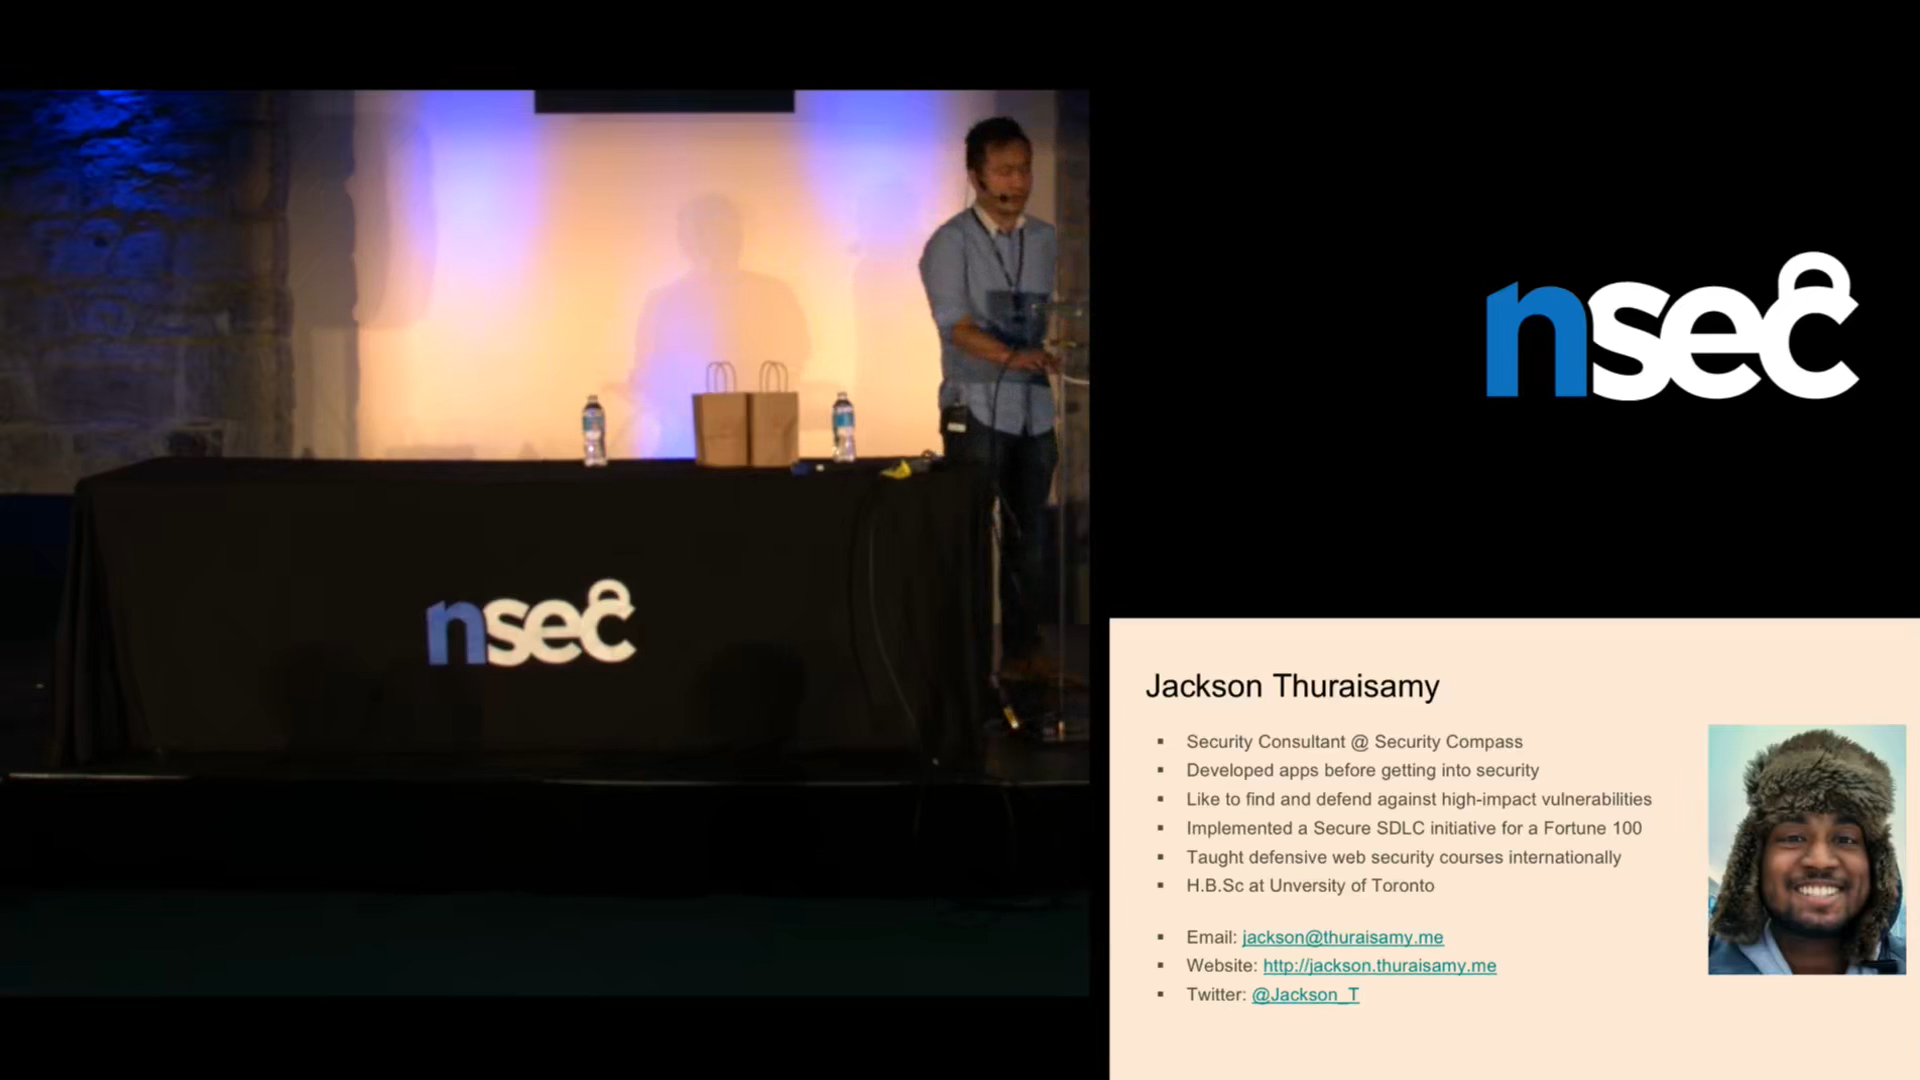 nsec
nsec
Jackson Thuraisamy
▪ Security Consultant @ Security Compass
▪ Developed apps before getting into security
▪ Like to find and defend against high-impact vulnerabilities
▪ Implemented a Secure SDLC initiative for a Fortune 100
▪ Taught defensive web security courses internationally
▪ H.B.Sc at Unversity of Toronto
▪ Email: jackson@thuraisamy.me
▪ Website: http://jackson.thuraisamy.me
▪ Twitter: @Jackson_T